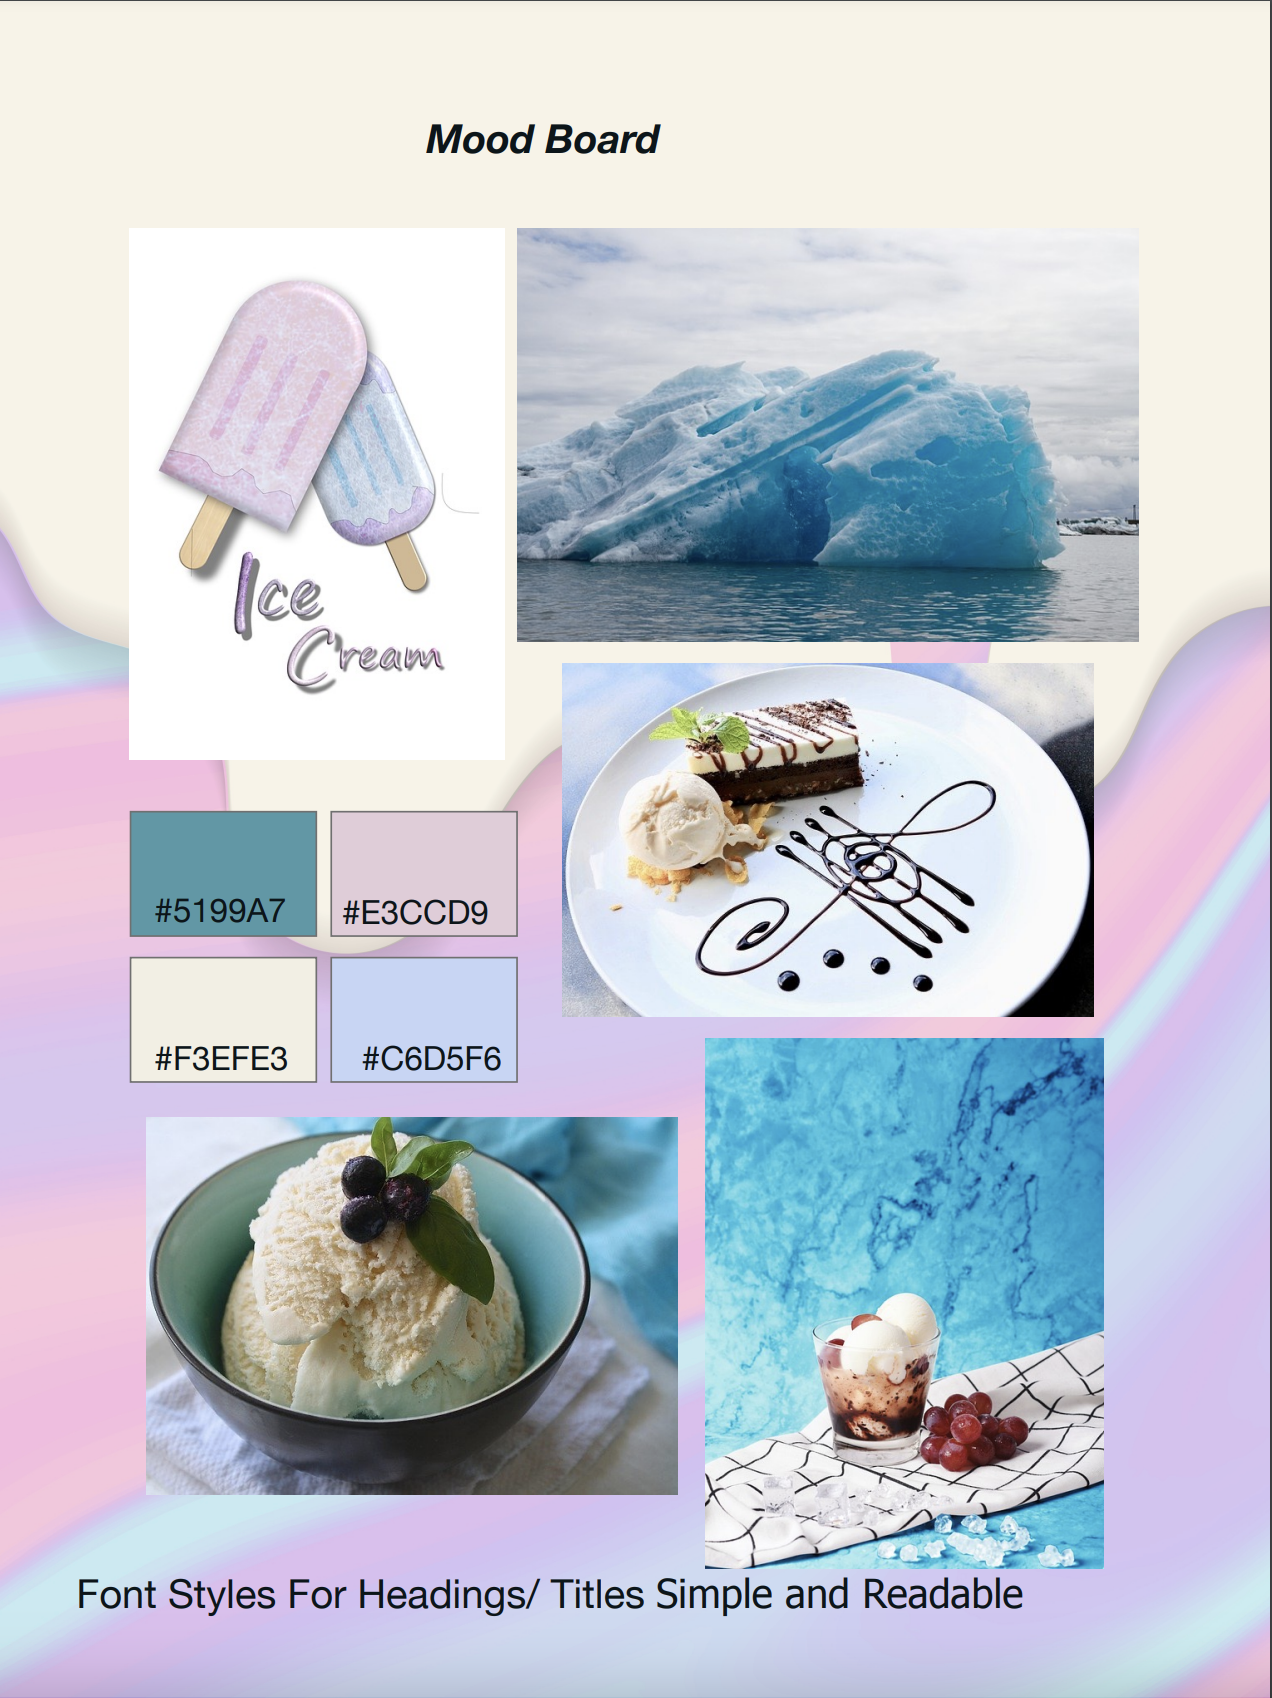 Mood Board
Ice
Cream
#5199A7
#E3CCD9
#F3EFE3
#C6D5F6
Font Styles For Headings/ Titles Simple and Readable